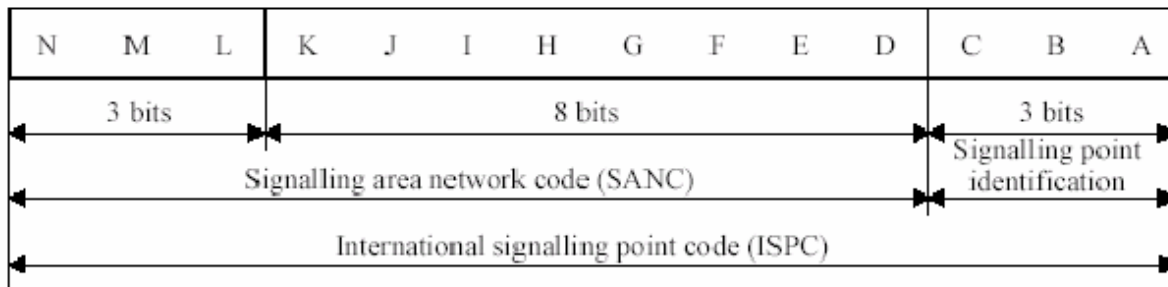 N M L K J I H G F E D C B A
3 bits 8 bits 3 bits
Signalling area network code (SANC)
Signalling point
identification
International signalling point code (ISPC)